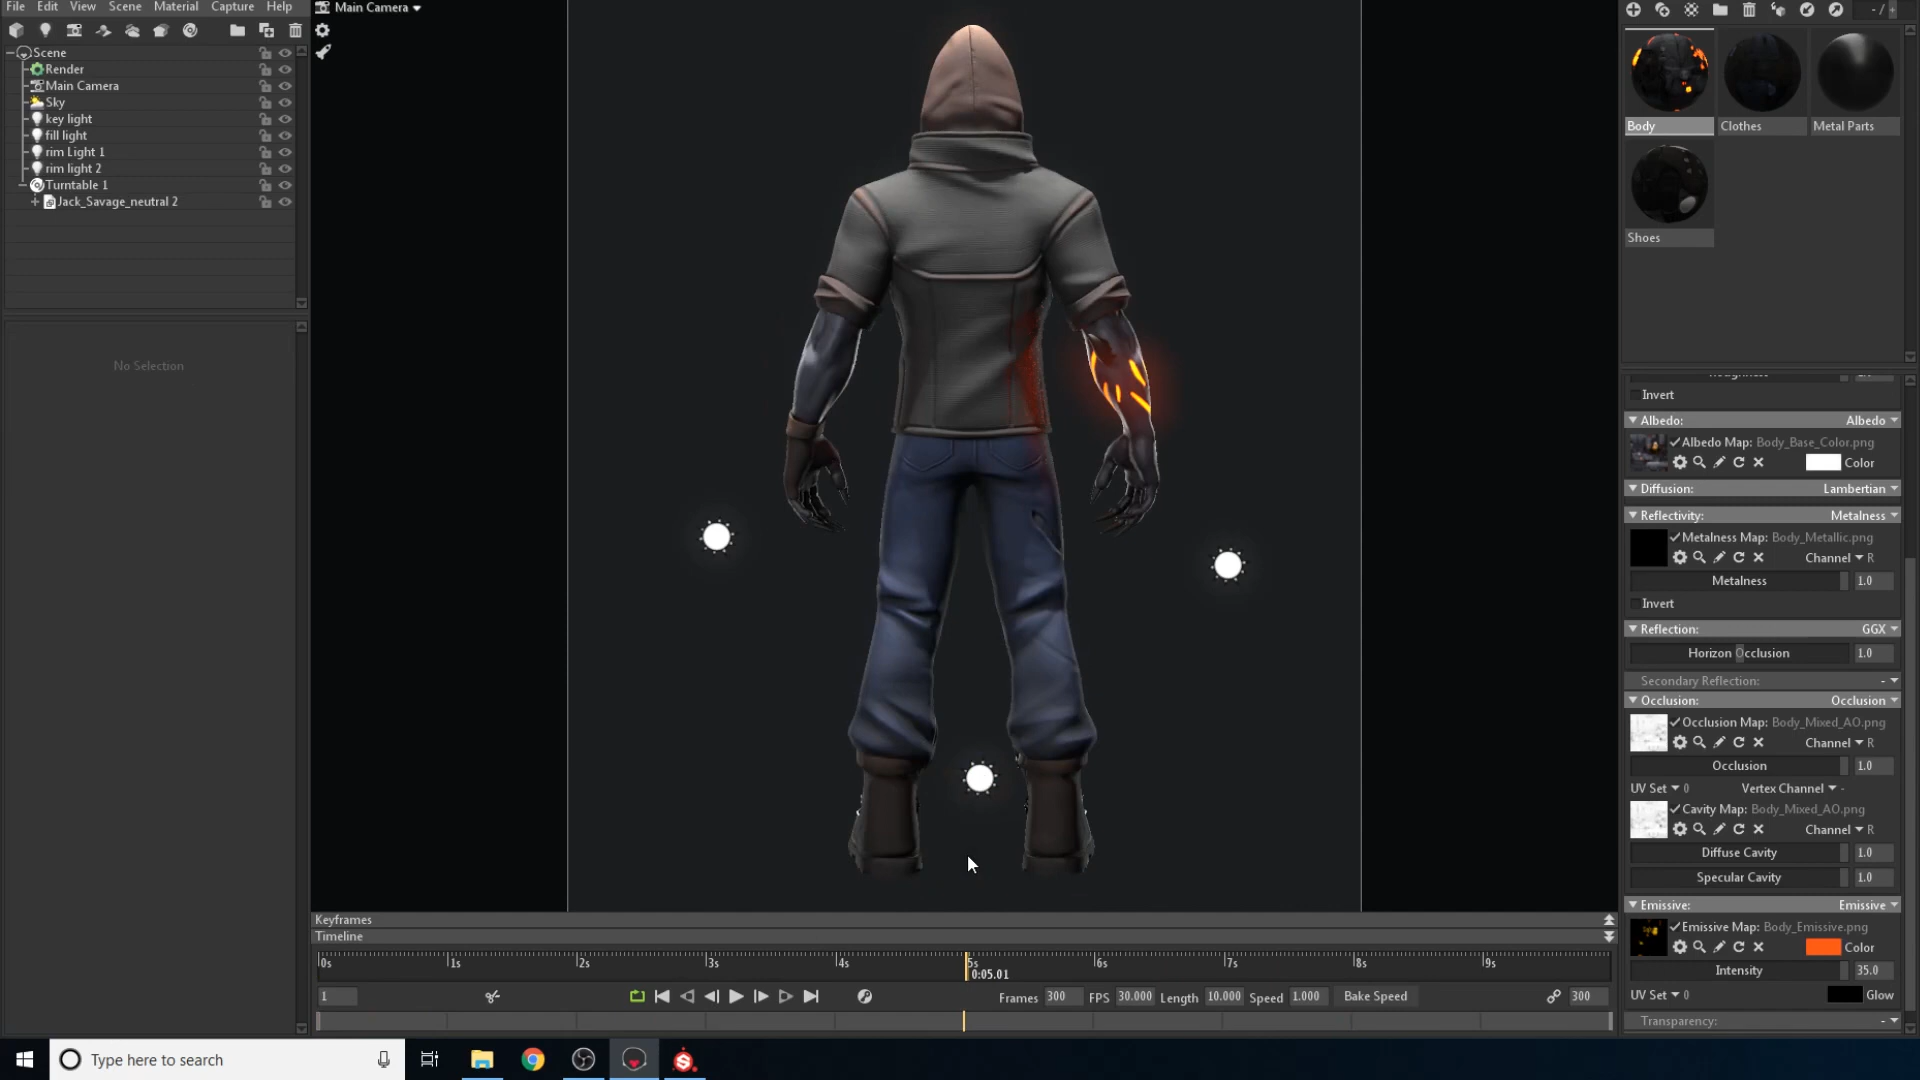 File Edit View Scene Material Capture Help
Scene
Render
Main Camera
Sky
key light
fill light
rim Light 1
rim light 2
Turntable 1
Jack_Savage_neutral 2
No Selection
Main Camera
Keyframes
Timeline
0s 1s 2s 3s 4s 5s 6s 7s 8s 9s
0:05.01
1
Frames 300 FPS 30.000 Length 10.000 Speed 1.000 Bake Speed 300
- /
Body
Clothes
Metal Parts
Shoes
Invert
Albedo: Albedo
Albedo Map: Body_Base_Color.png
Color
Diffusion: Lambertian
Reflectivity: Metalness
Metalness Map: Body_Metallic.png
Channel R
Metalness 1.0
Invert
Reflection: GGX
Horizon Occlusion 1.0
Secondary Reflection: -
Occlusion: Occlusion
Occlusion Map: Body_Mixed_AO.png
Channel R
Occlusion 1.0
UV Set 0 Vertex Channel -
Cavity Map: Body_Mixed_AO.png
Channel R
Diffuse Cavity 1.0
Specular Cavity 1.0
Emissive: Emissive
Emissive Map: Body_Emissive.png
Color
Intensity 35.0
UV Set 0 Glow
Transparency: -
Type here to search